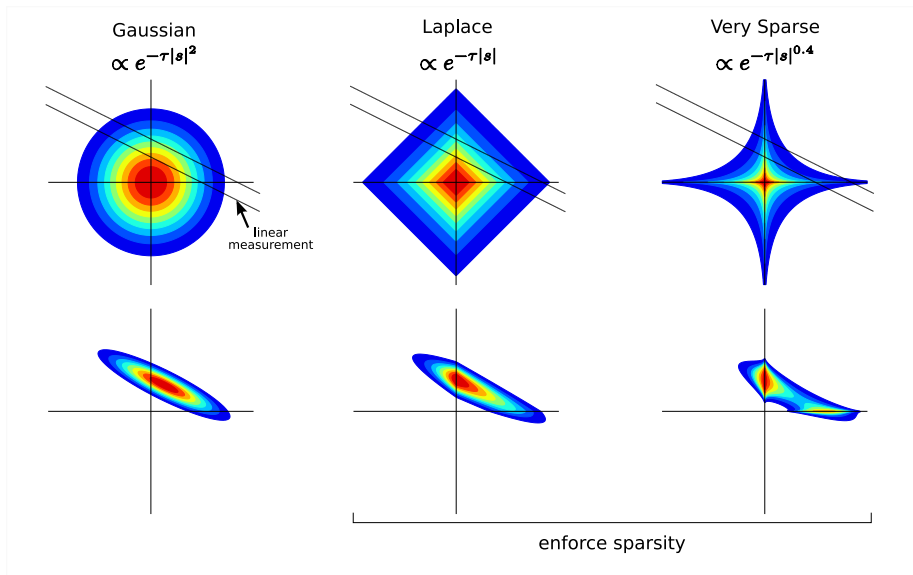 Gaussian
∝ e^{−τ|s|^2}
Laplace
∝ e^{−τ|s|}
Very Sparse
∝ e^{−τ|s|^{0.4}}
linear
measurement
enforce sparsity